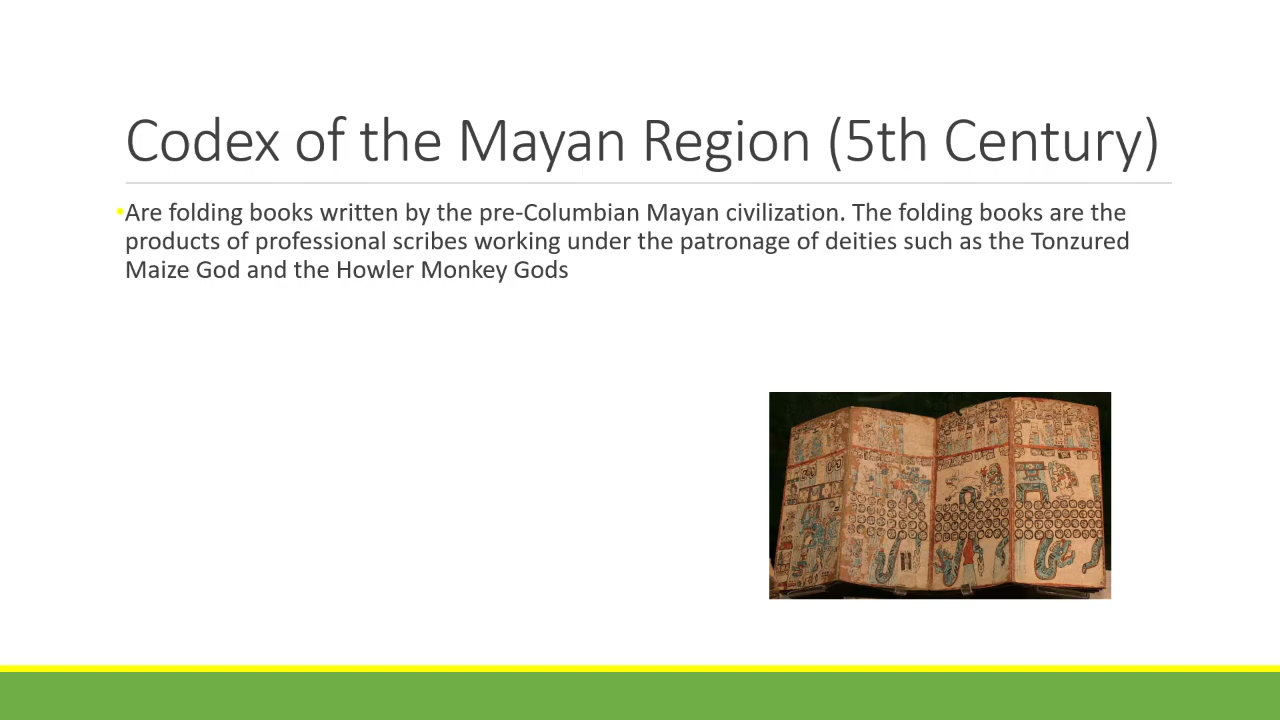 Codex of the Mayan Region (5th Century)
•Are folding books written by the pre-Columbian Mayan civilization. The folding books are the
products of professional scribes working under the patronage of deities such as the Tonzured
Maize God and the Howler Monkey Gods